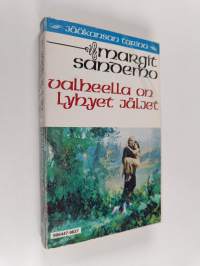 Jääkansan tarina
margit
sandemo
valheella on
lyhyet jäljet